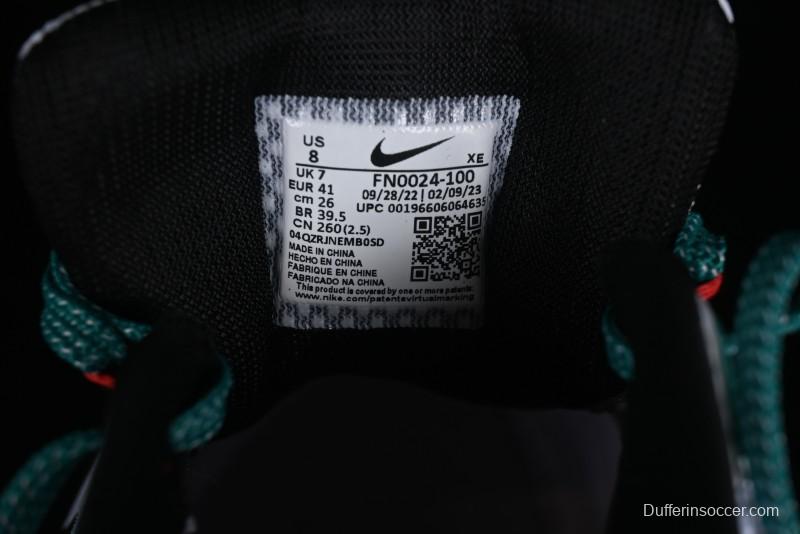 US
8
XE
UK 7
EUR 41
cm 26
BR 39.5
CN 260(2.5)
FN0024-100
09/28/22 | 02/09/23
UPC 00196606064635
04QZRJNEMB0SD
MADE IN CHINA
HECHO EN CHINA
FABRIQUE EN CHINE
FABRICADO NA CHINA
This product is covered by one or more patents:
www.nike.com/patentsvirtualmarking
Dufferinsoccer.com